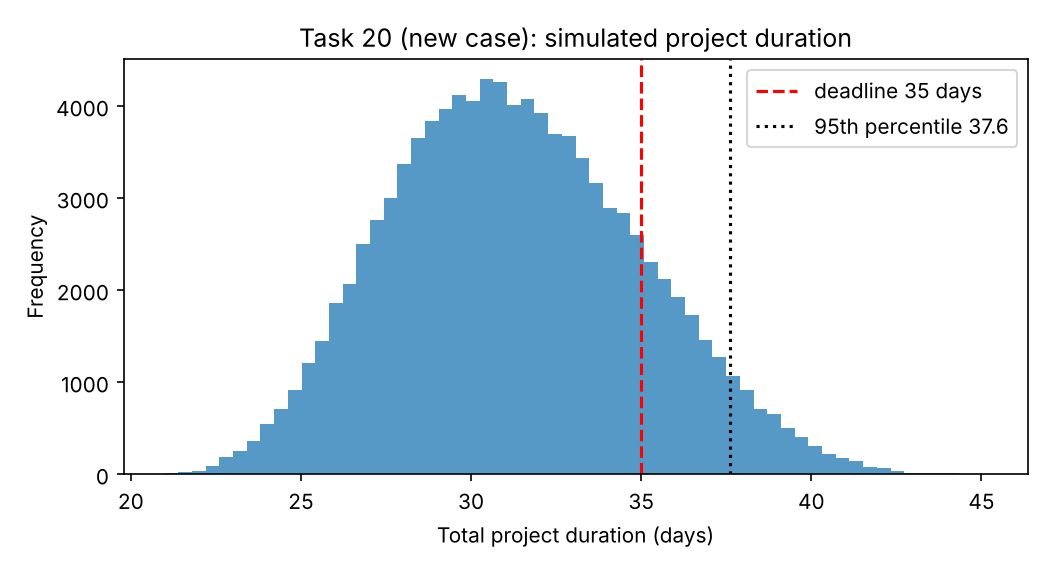 Task 20 (new case): simulated project duration
deadline 35 days
95th percentile 37.6
Frequency
4000
3000
2000
1000
0
20 25 30 35 40 45
Total project duration (days)